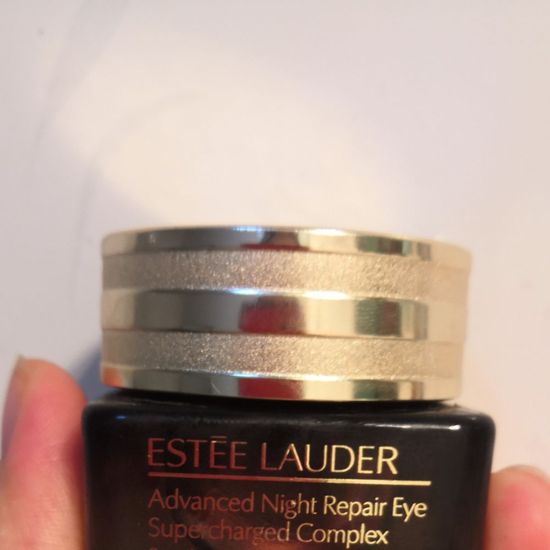 ESTĒE LAUDER
Advanced Night Repair Eye
Supercharged Complex